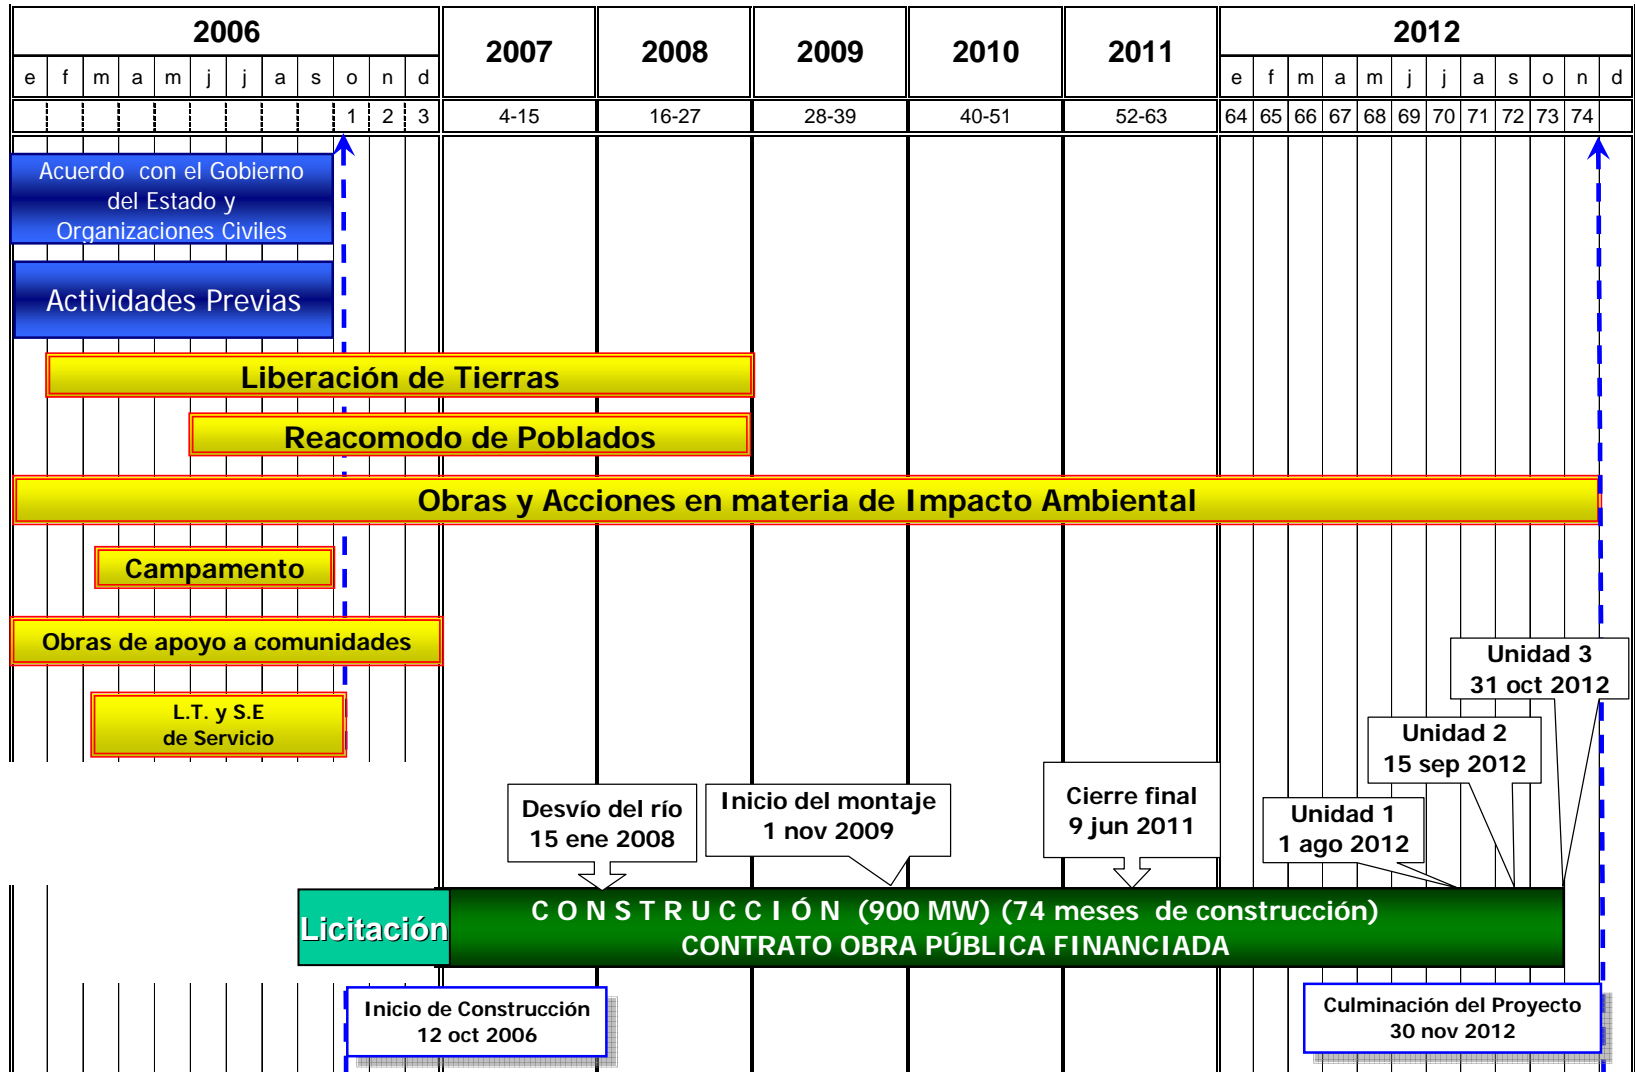 2006
2007
2008
2009
2010
2011
2012
e f m a m j j a s o n d
e f m a m j j a s o n d
1 2 3 4-15 16-27 28-39 40-51 52-63 64 65 66 67 68 69 70 71 72 73 74
Acuerdo con el Gobierno
del Estado y
Organizaciones Civiles
Actividades Previas
Liberación de Tierras
Reacomodo de Poblados
Obras y Acciones en materia de Impacto Ambiental
Campamento
Obras de apoyo a comunidades
L.T. y S.E
de Servicio
Unidad 3
31 oct 2012
Unidad 2
15 sep 2012
Unidad 1
1 ago 2012
Cierre final
9 jun 2011
Inicio del montaje
1 nov 2009
Desvío del río
15 ene 2008
Licitación
CONSTRUCCIÓN (900 MW) (74 meses de construcción)
CONTRATO OBRA PÚBLICA FINANCIADA
Inicio de Construcción
12 oct 2006
Culminación del Proyecto
30 nov 2012